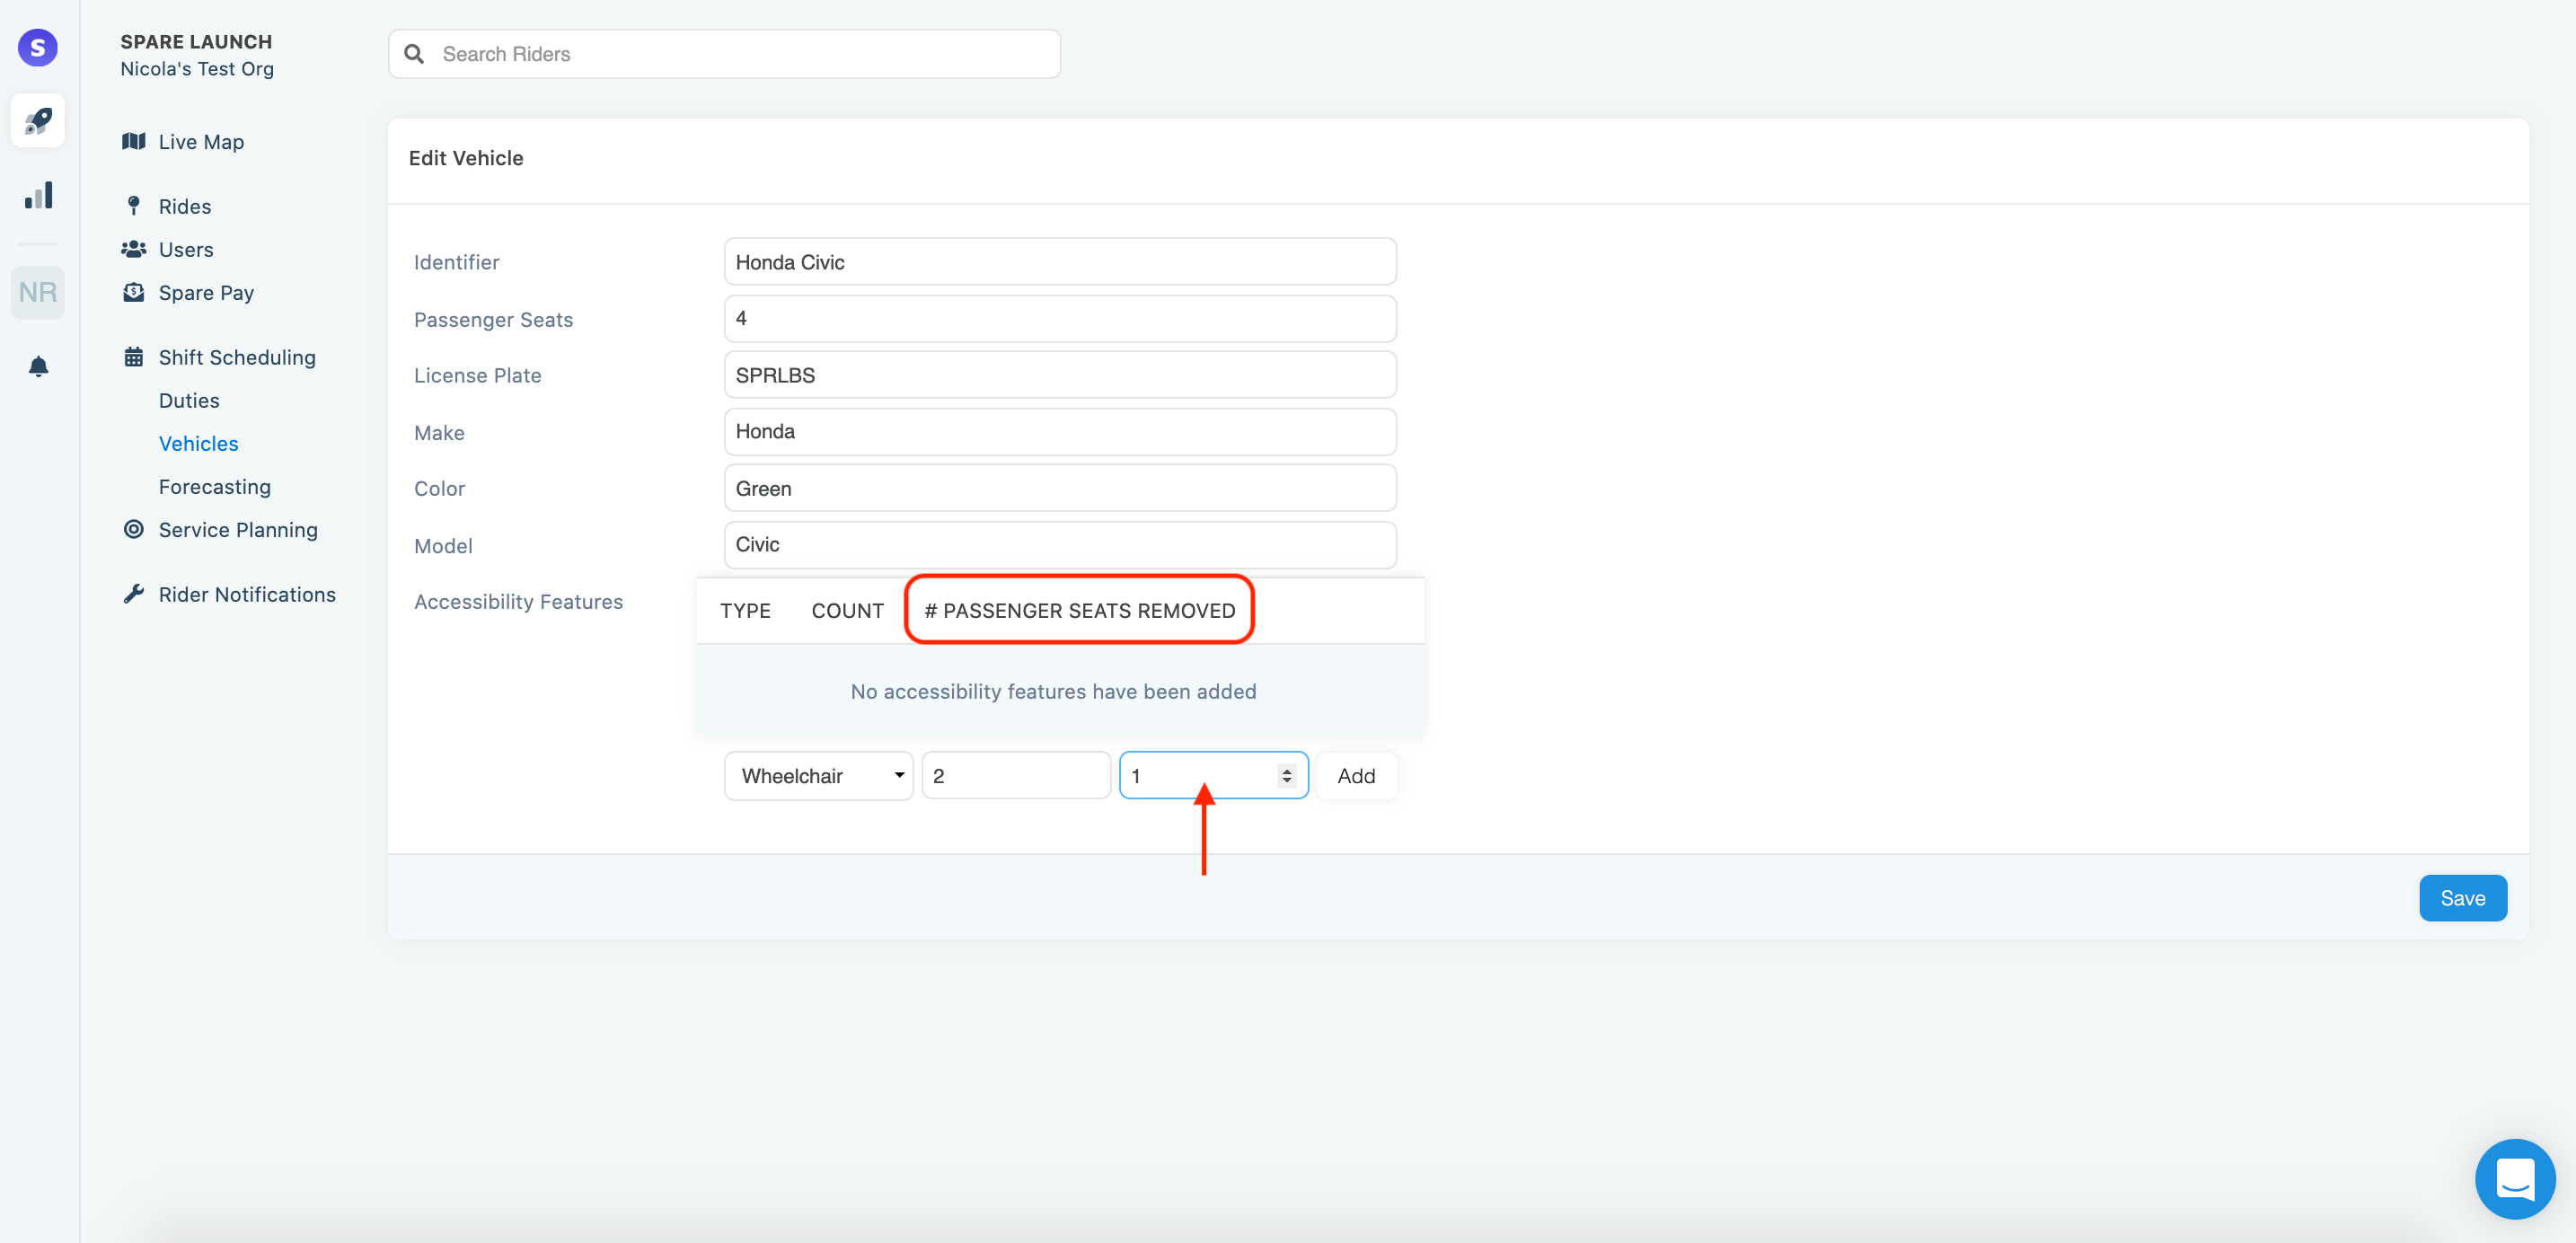 S
SPARE LAUNCH
Nicola's Test Org
Search Riders
NR
Live Map
Rides
Users
Spare Pay
Shift Scheduling
Duties
Vehicles
Forecasting
Service Planning
Rider Notifications
Edit Vehicle
Identifier Honda Civic
Passenger Seats 4
License Plate SPRLBS
Make Honda
Color Green
Model Civic
Accessibility Features
TYPE COUNT # PASSENGER SEATS REMOVED
No accessibility features have been added
Wheelchair 2 1 Add
Save